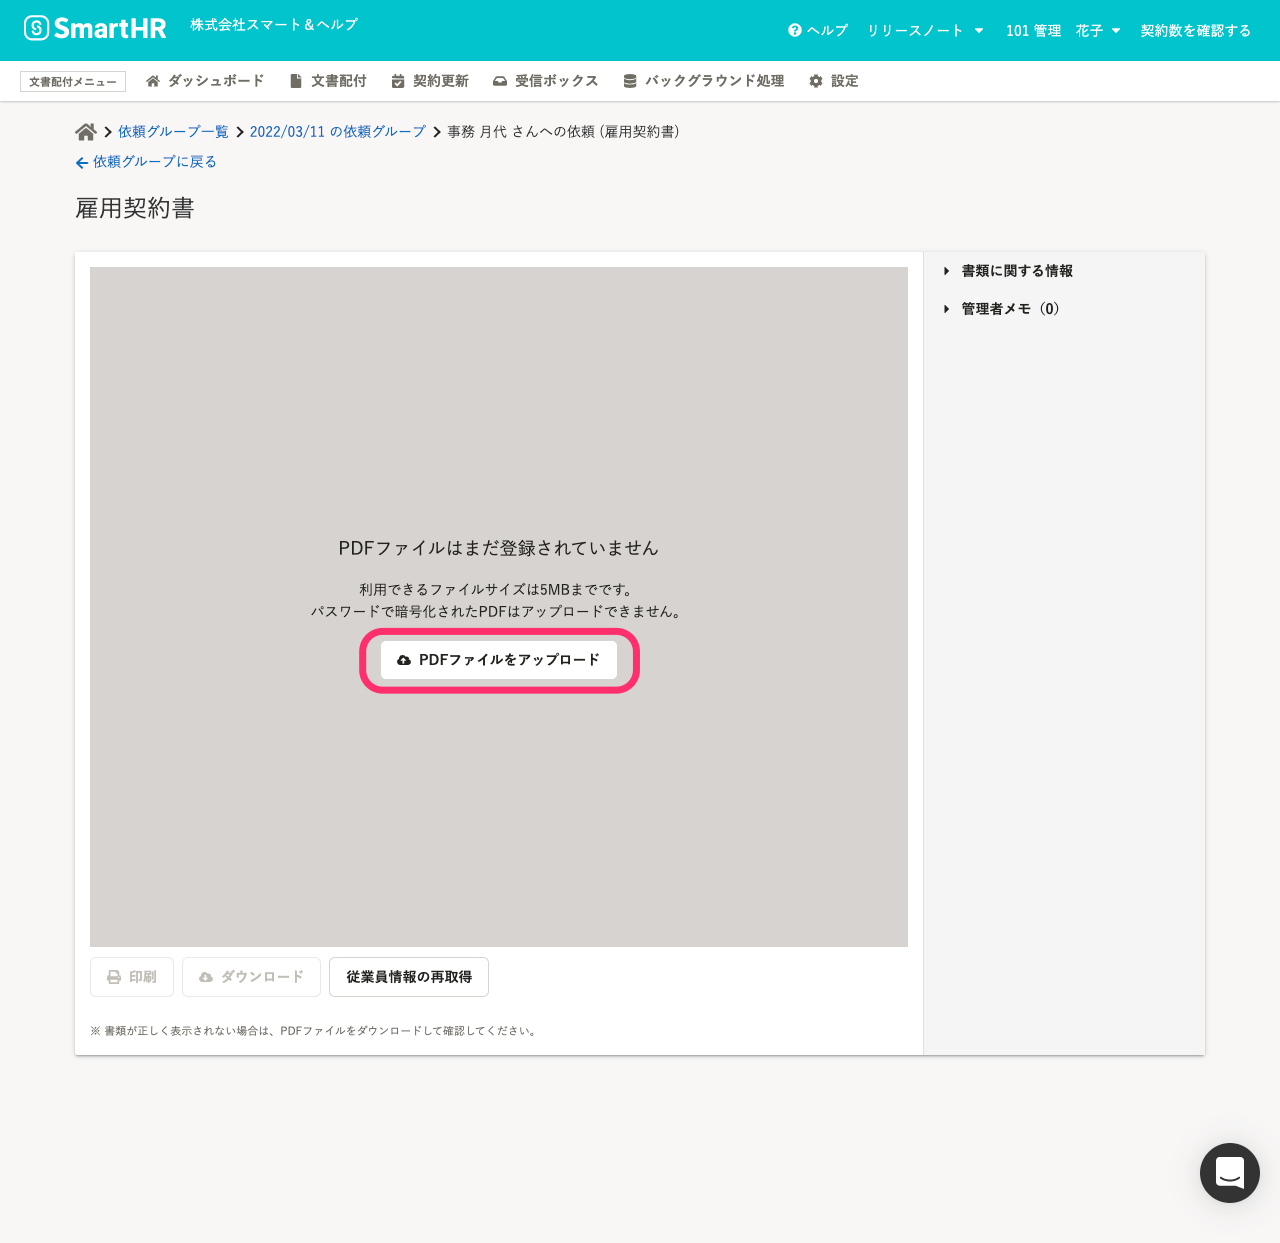 SmartHR 株式会社スマート＆ヘルプ ヘルプ リリースノート 101 管理　花子 契約数を確認する
文書配付メニュー ダッシュボード 文書配付 契約更新 受信ボックス バックグラウンド処理 設定
依頼グループ一覧 2022/03/11 の依頼グループ 事務 月代 さんへの依頼 (雇用契約書)
依頼グループに戻る
雇用契約書
書類に関する情報
管理者メモ（0）
PDFファイルはまだ登録されていません
利用できるファイルサイズは5MBまでです。
パスワードで暗号化されたPDFはアップロードできません。
PDFファイルをアップロード
印刷 ダウンロード 従業員情報の再取得
※ 書類が正しく表示されない場合は、PDFファイルをダウンロードして確認してください。